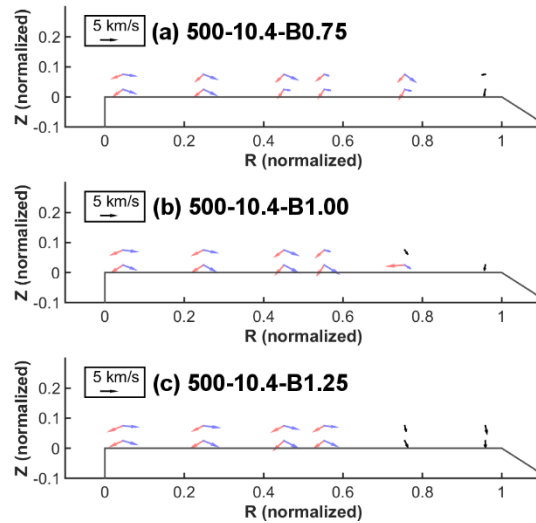 5 km/s
(a) 500-10.4-B0.75
Z (normalized)
0.2
0.1
0
-0.1
0 0.2 0.4 0.6 0.8 1
R (normalized)
5 km/s
(b) 500-10.4-B1.00
Z (normalized)
0.2
0.1
0
-0.1
0 0.2 0.4 0.6 0.8 1
R (normalized)
5 km/s
(c) 500-10.4-B1.25
Z (normalized)
0.2
0.1
0
-0.1
0 0.2 0.4 0.6 0.8 1
R (normalized)